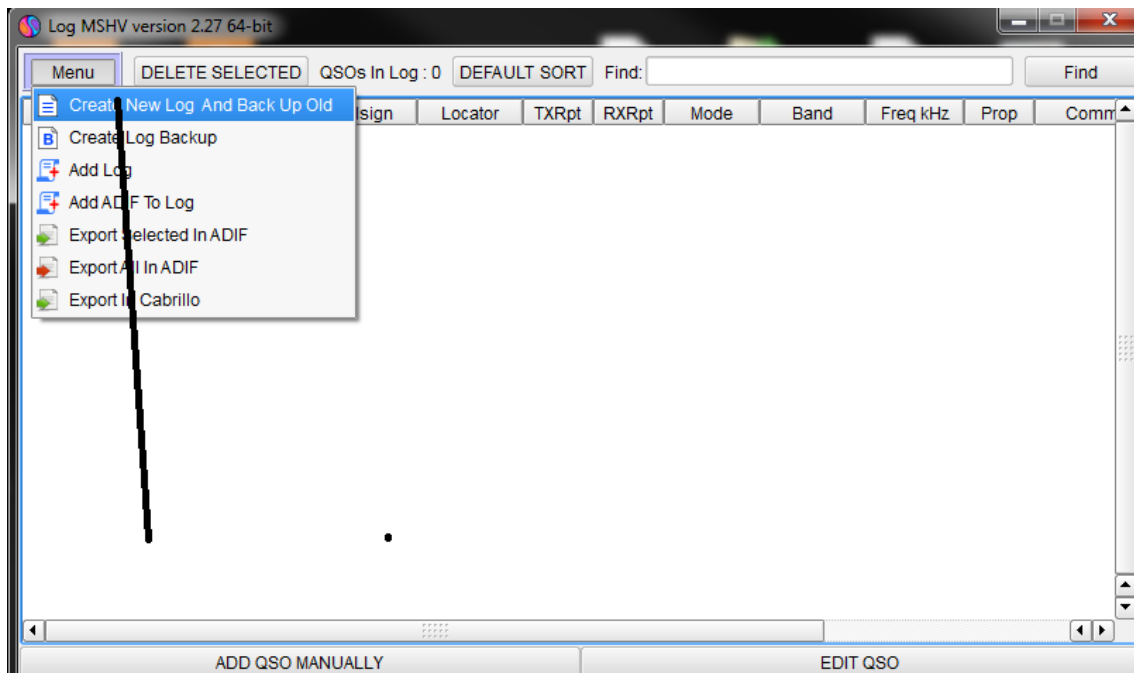 Log MSHV version 2.27 64-bit
Menu DELETE SELECTED QSOs In Log : 0 DEFAULT SORT Find: Find
lsign Locator TXRpt RXRpt Mode Band Freq kHz Prop Comm
Create New Log And Back Up Old
B Create Log Backup
Add Log
Add ADIF To Log
Export Selected In ADIF
Export All In ADIF
Export In Cabrillo
ADD QSO MANUALLY EDIT QSO